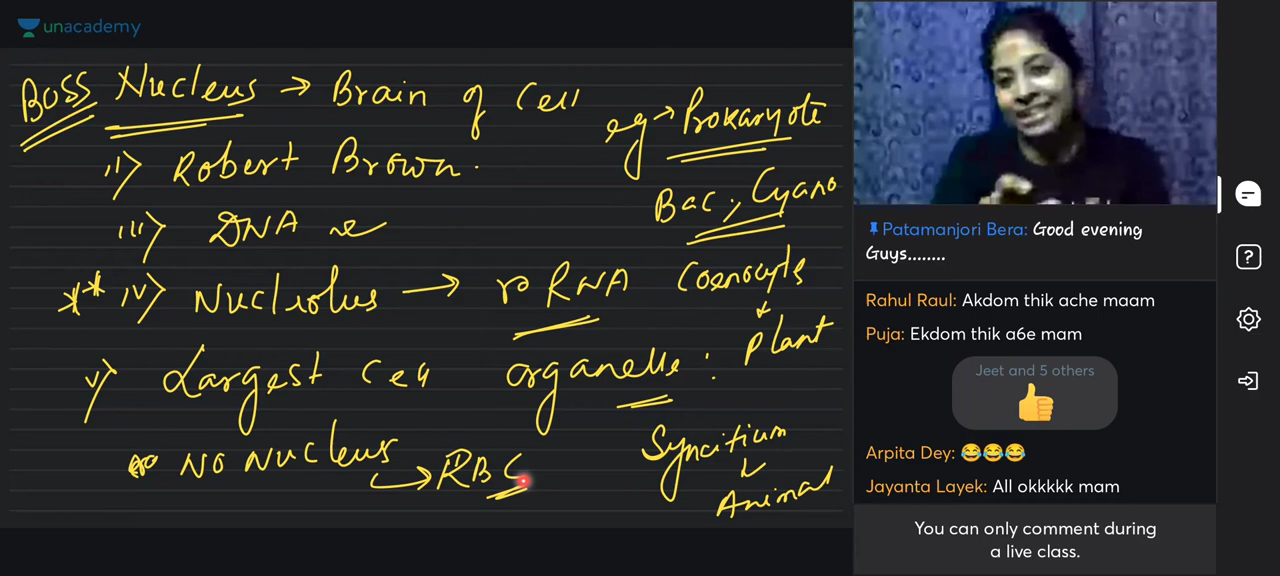 unacademy
BOSS Nucleus → Brain of Cell
ii) Robert Brown.
iii) DNA
** iv) Nucleolus → RNA
v) Largest Cell organelle :
NO Nucleus → RBC
eg → Prokaryote
Bac, Cyano
Coenocyte
↓
Plant
Syncitium
↓
Animal
Patamanjori Bera: Good evening
Guys........
Rahul Raul: Akdom thik ache maam
Puja: Ekdom thik a6e mam
Jeet and 5 others
Arpita Dey: 😂😂😂
Jayanta Layek: All okkkkk mam
You can only comment during
a live class.